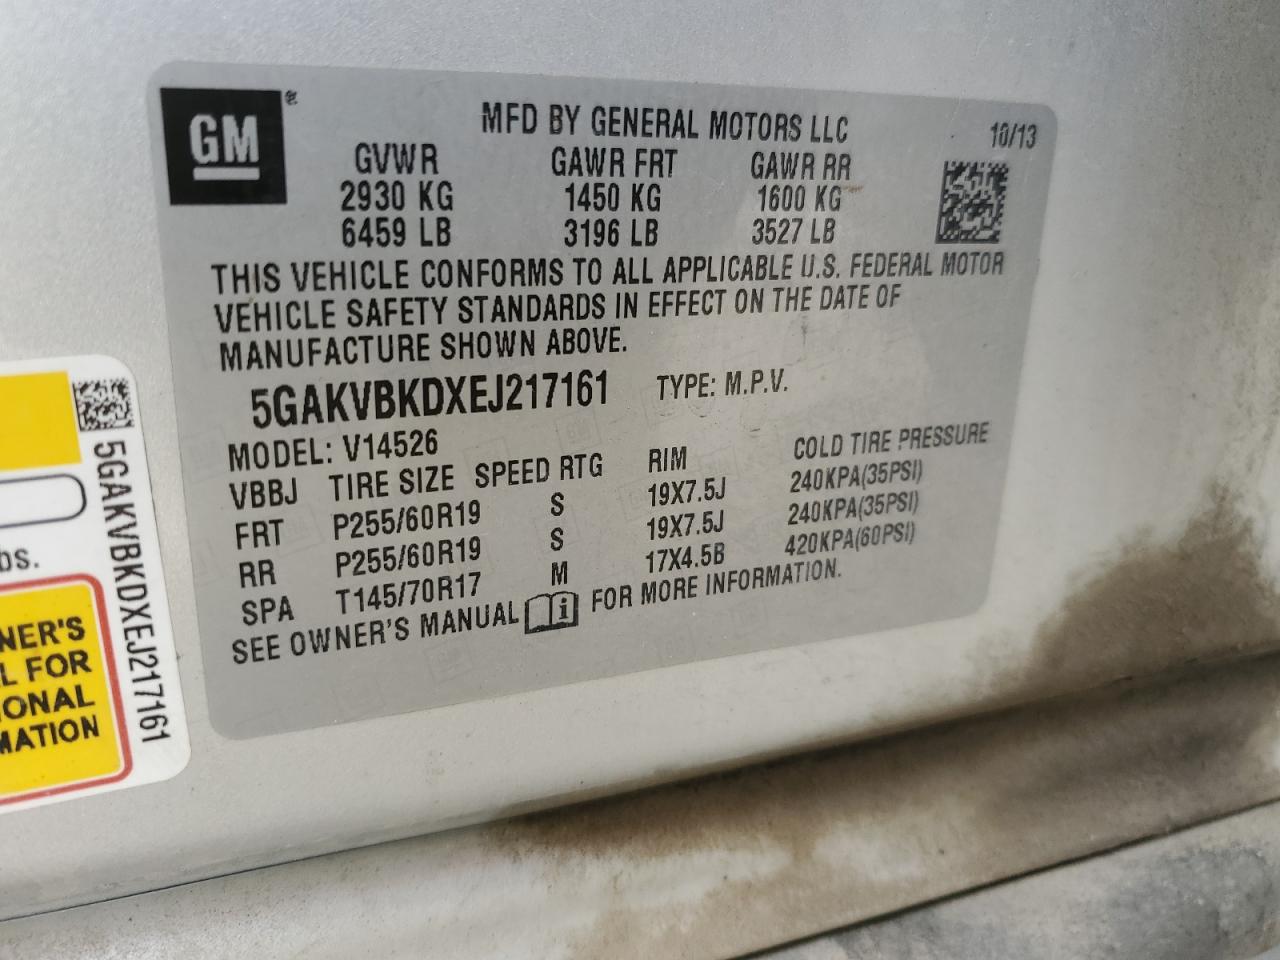 GM ®
MFD BY GENERAL MOTORS LLC 10/13
GVWR GAWR FRT GAWR RR
2930 KG 1450 KG 1600 KG
6459 LB 3196 LB 3527 LB
THIS VEHICLE CONFORMS TO ALL APPLICABLE U.S. FEDERAL MOTOR
VEHICLE SAFETY STANDARDS IN EFFECT ON THE DATE OF
MANUFACTURE SHOWN ABOVE.
5GAKVBKDXEJ217161 TYPE: M.P.V.
MODEL: V14526
VBBJ TIRE SIZE SPEED RTG RIM COLD TIRE PRESSURE
FRT P255/60R19 S 19X7.5J 240KPA(35PSI)
RR P255/60R19 S 19X7.5J 240KPA(35PSI)
SPA T145/70R17 M 17X4.5B 420KPA(60PSI)
SEE OWNER'S MANUAL i FOR MORE INFORMATION.
5GAKVBKDXEJ217161
bs.
NER'S
L FOR
IONAL
MATION